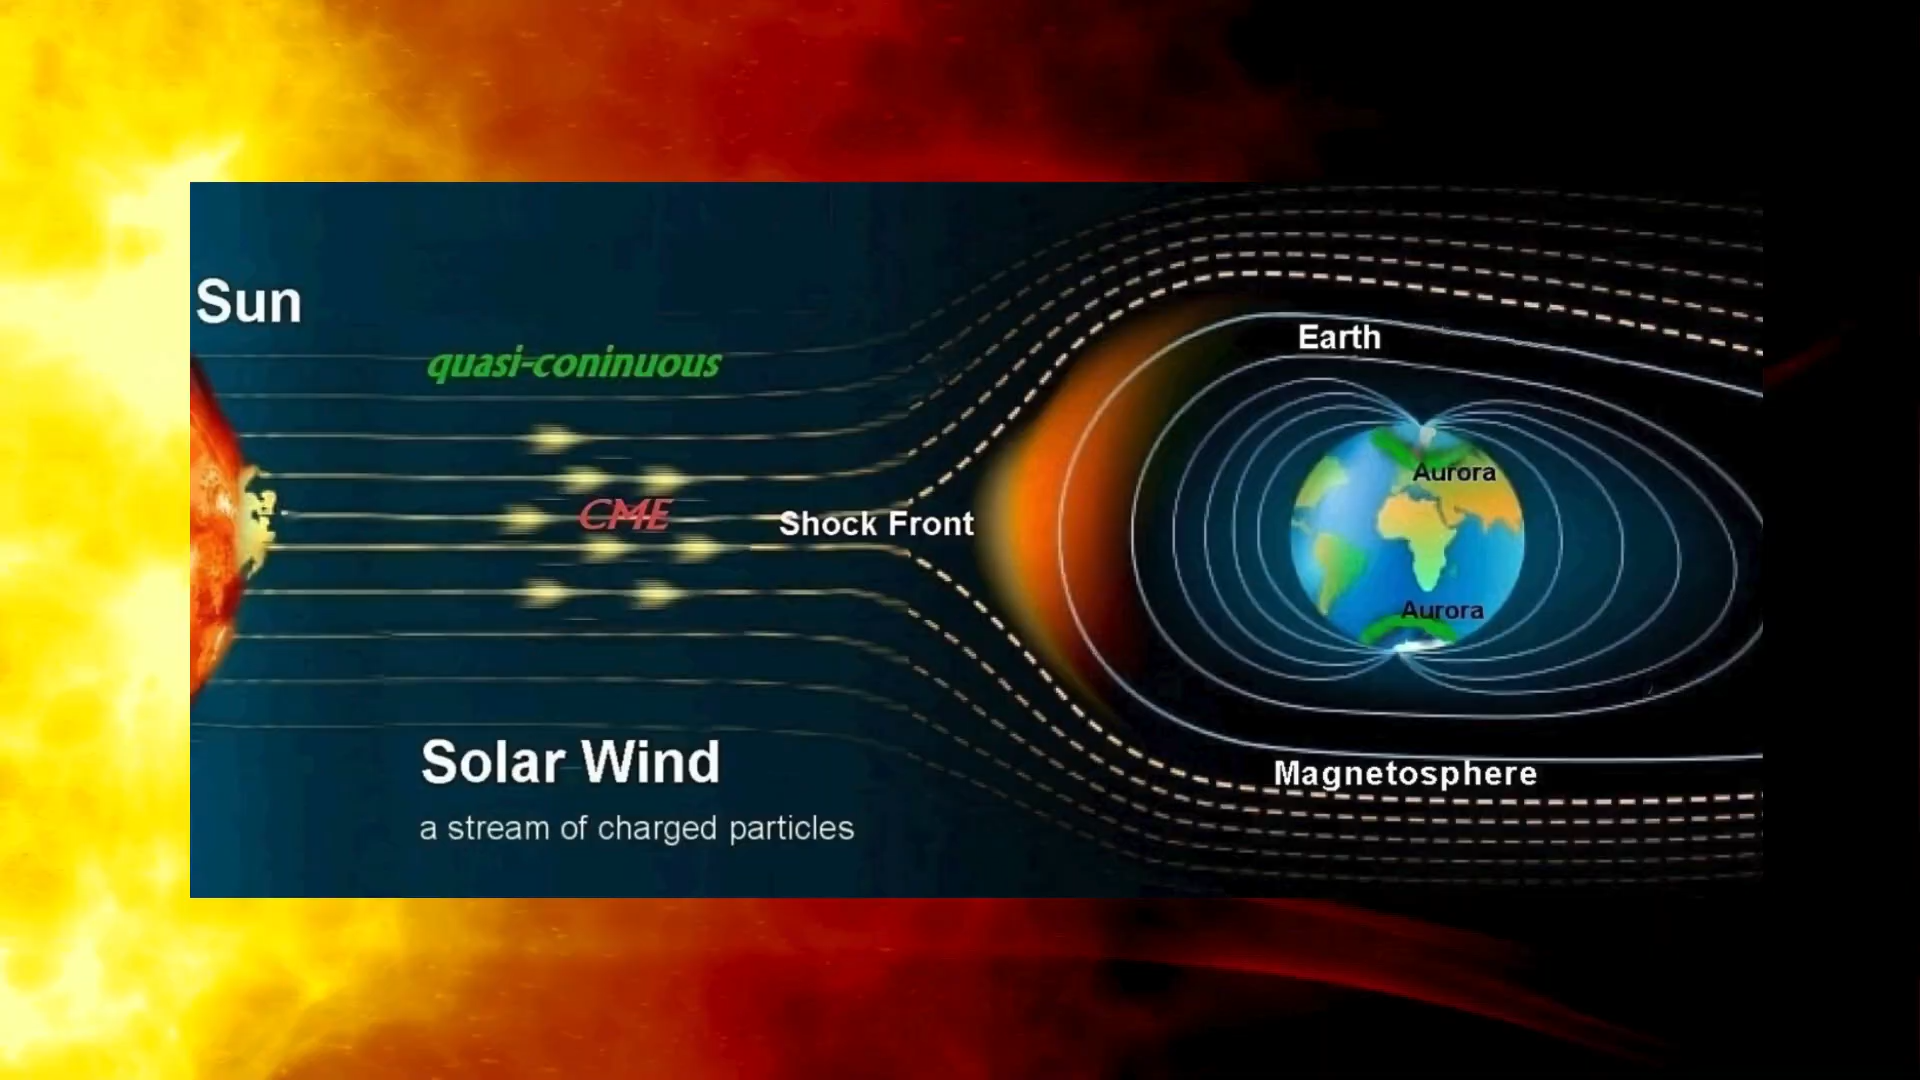 Sun
quasi-coninuous
CME
Shock Front
Solar Wind
a stream of charged particles
Earth
Aurora
Aurora
Magnetosphere